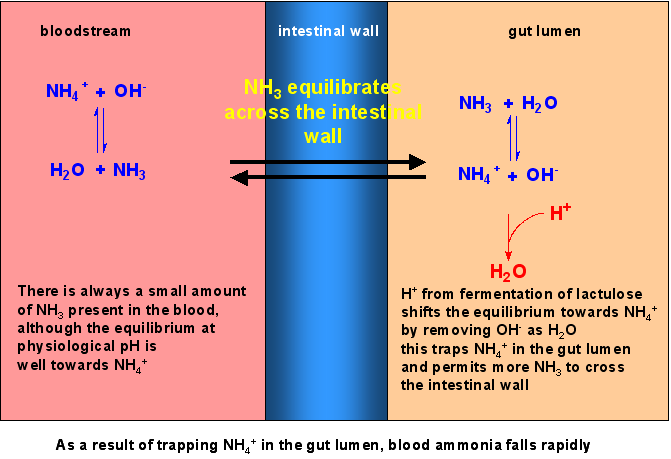 bloodstream
intestinal wall
gut lumen
NH₄⁺ + OH⁻
H₂O + NH₃
NH₃ equilibrates
across the intestinal
wall
NH₃ + H₂O
NH₄⁺ + OH⁻
H⁺
H₂O
There is always a small amount
of NH₃ present in the blood,
although the equilibrium at
physiological pH is
well towards NH₄⁺
H⁺ from fermentation of lactulose
shifts the equilibrium towards NH₄⁺
by removing OH⁻ as H₂O
this traps NH₄⁺ in the gut lumen
and permits more NH₃ to cross
the intestinal wall
As a result of trapping NH₄⁺ in the gut lumen, blood ammonia falls rapidly